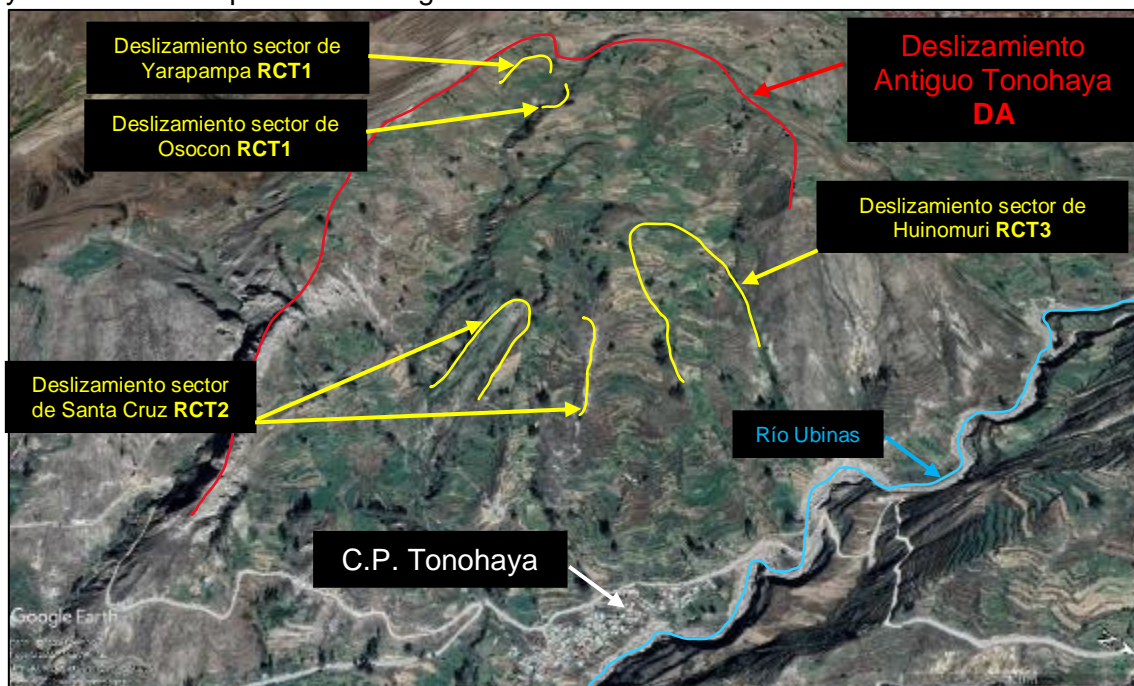 Deslizamiento sector de
Yarapampa RCT1
Deslizamiento
Antiguo Tonohaya
DA
Deslizamiento sector de
Osocon RCT1
Deslizamiento sector de
Huinomuri RCT3
Deslizamiento sector
de Santa Cruz RCT2
Río Ubinas
C.P. Tonohaya
Google Earth